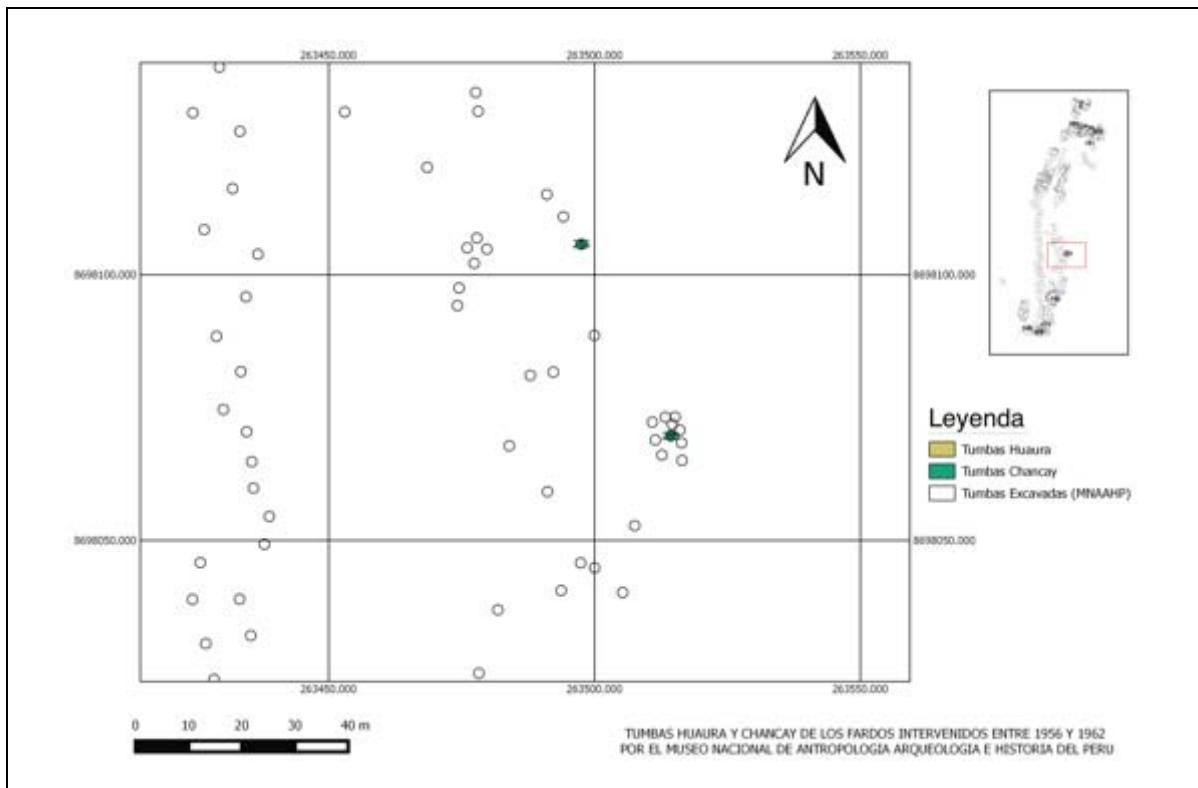 263450.000 263500.000 263550.000
N
8698100.000 8698100.000
Leyenda
Tumbas Huaura
Tumbas Chancay
Tumbas Excavadas (MNAAHP)
8698050.000 8698050.000
263450.000 263500.000 263550.000
0 10 20 30 40 m
TUMBAS HUAURA Y CHANCAY DE LOS FARDOS INTERVENIDOS ENTRE 1956 Y 1962
POR EL MUSEO NACIONAL DE ANTROPOLOGIA ARQUEOLOGIA E HISTORIA DEL PERU